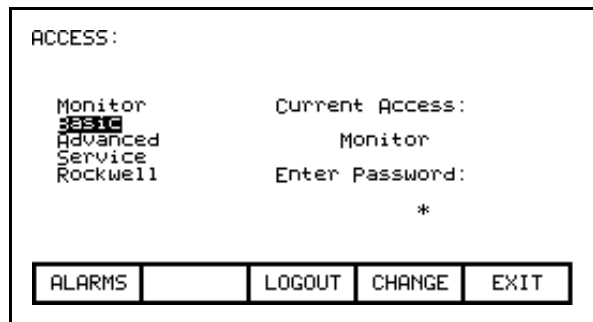 ACCESS:
Monitor
Basic
Advanced
Service
Rockwell
Current Access:
Monitor
Enter Password:
*
ALARMS LOGOUT CHANGE EXIT